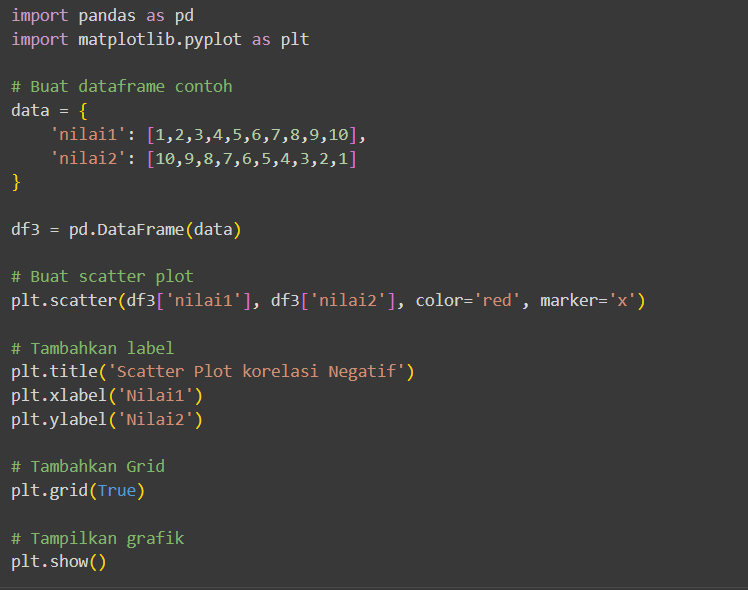 import pandas as pd
import matplotlib.pyplot as plt
# Buat dataframe contoh
data = {
    'nilai1': [1,2,3,4,5,6,7,8,9,10],
    'nilai2': [10,9,8,7,6,5,4,3,2,1]
}
df3 = pd.DataFrame(data)
# Buat scatter plot
plt.scatter(df3['nilai1'], df3['nilai2'], color='red', marker='x')
# Tambahkan label
plt.title('Scatter Plot korelasi Negatif')
plt.xlabel('Nilai1')
plt.ylabel('Nilai2')
# Tambahkan Grid
plt.grid(True)
# Tampilkan grafik
plt.show()